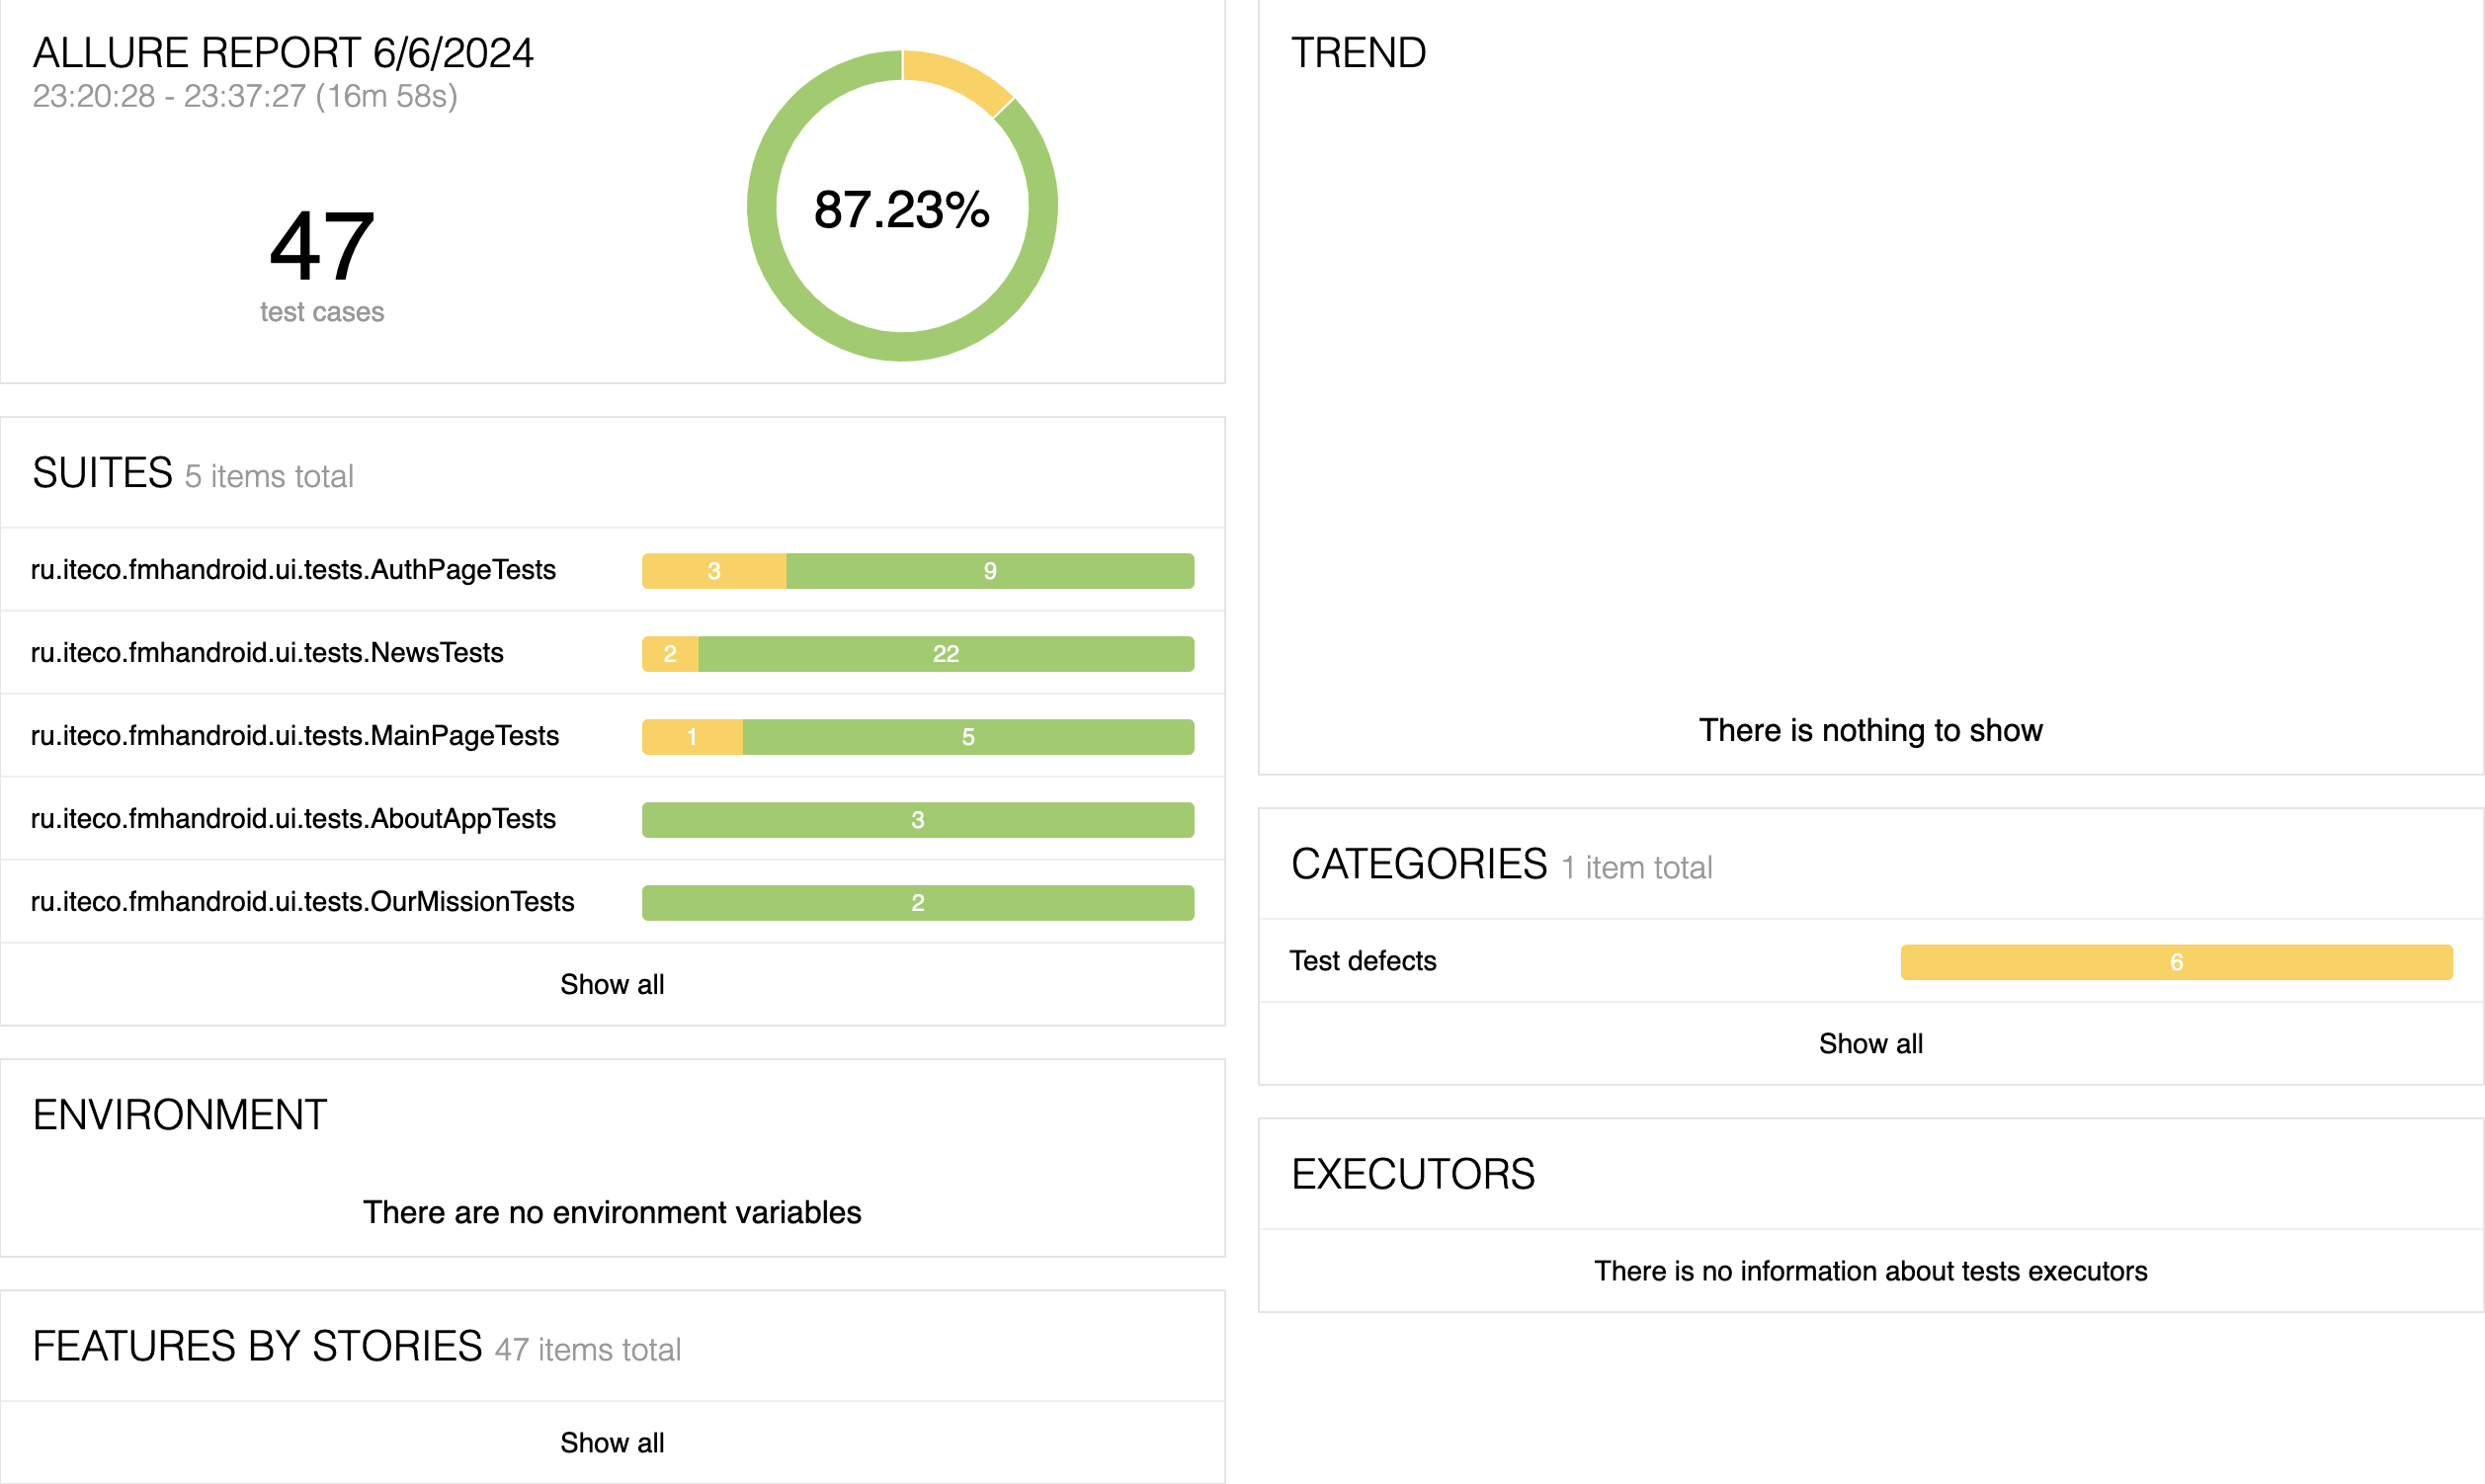 ALLURE REPORT 6/6/2024
23:20:28 - 23:37:27 (16m 58s)
47
test cases
87.23%
SUITES 5 items total
ru.iteco.fmhandroid.ui.tests.AuthPageTests 3 9
ru.iteco.fmhandroid.ui.tests.NewsTests 2 22
ru.iteco.fmhandroid.ui.tests.MainPageTests 1 5
ru.iteco.fmhandroid.ui.tests.AboutAppTests 3
ru.iteco.fmhandroid.ui.tests.OurMissionTests 2
Show all
ENVIRONMENT
There are no environment variables
FEATURES BY STORIES 47 items total
Show all
TREND
There is nothing to show
CATEGORIES 1 item total
Test defects 6
Show all
EXECUTORS
There is no information about tests executors